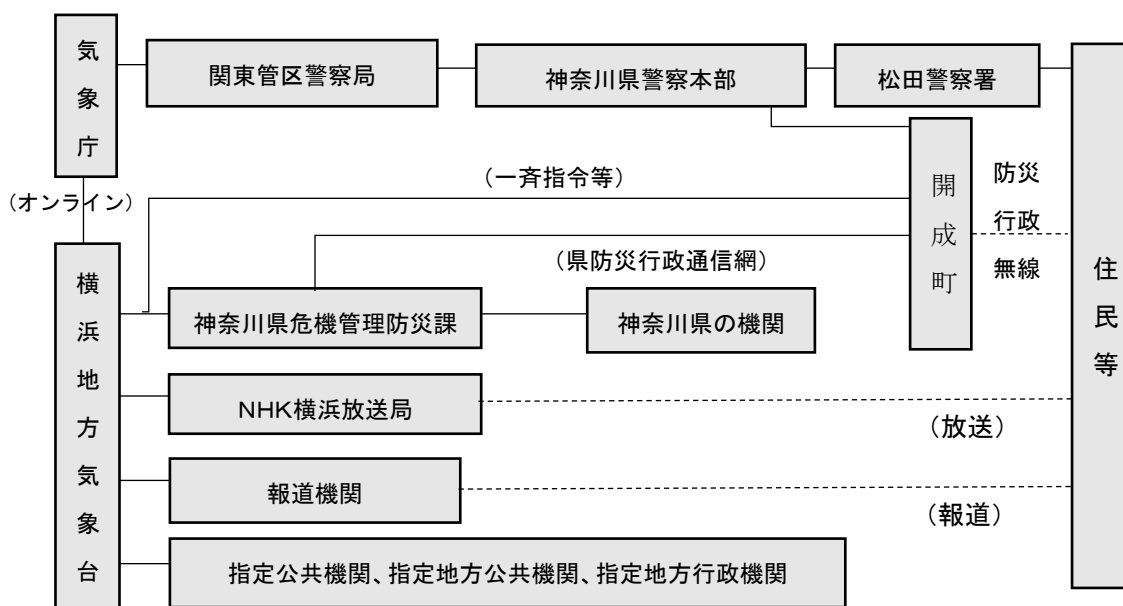 気象庁
関東管区警察局
神奈川県警察本部
松田警察署
(オンライン)
(一斉指令等)
開成町
防災
行政
無線
(県防災行政通信網)
横浜地方気象台
神奈川県危機管理防災課
神奈川県の機関
住民等
NHK横浜放送局
(放送)
報道機関
(報道)
指定公共機関、指定地方公共機関、指定地方行政機関